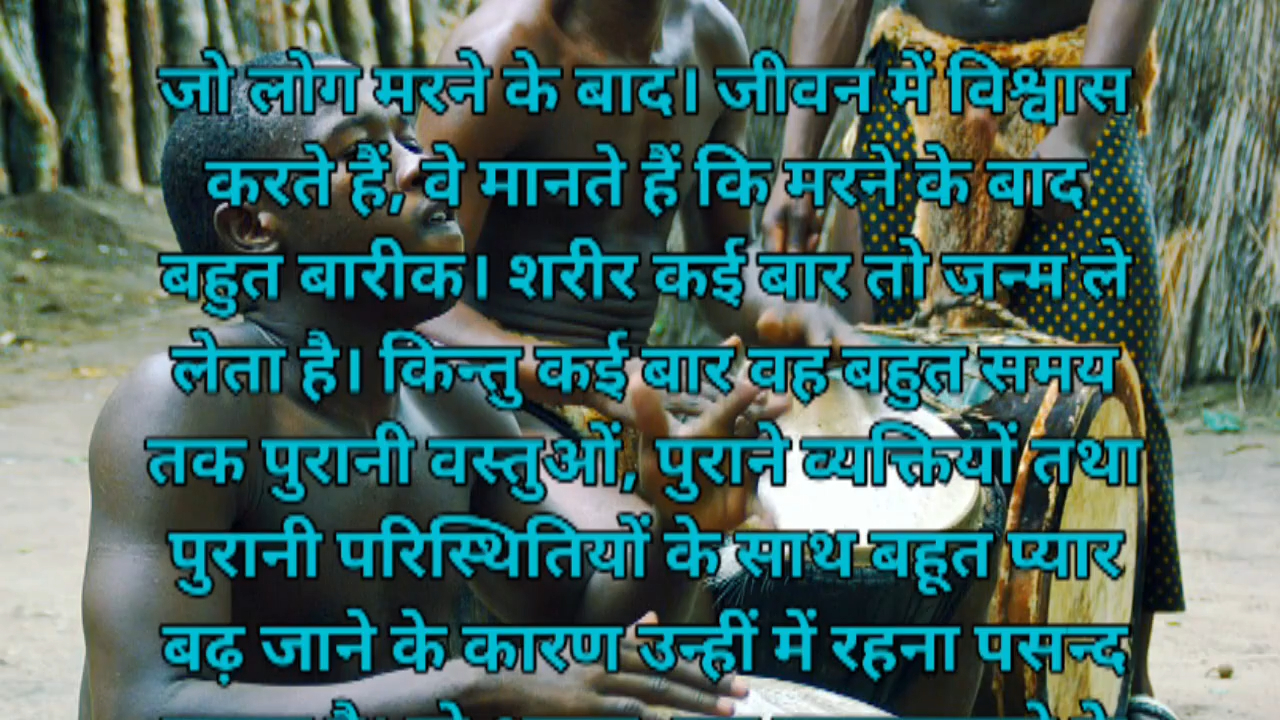 जो लोग मरने के बाद। जीवन में विश्वास
करते हैं, वे मानते हैं कि मरने के बाद
बहुत बारीक। शरीर कई बार तो जन्म ले
लेता है। किन्तु कई बार वह बहुत समय
तक पुरानी वस्तुओं, पुराने व्यक्तियों तथा
पुरानी परिस्थितियों के साथ बहूत प्यार
बढ़ जाने के कारण उन्हीं में रहना पसन्द